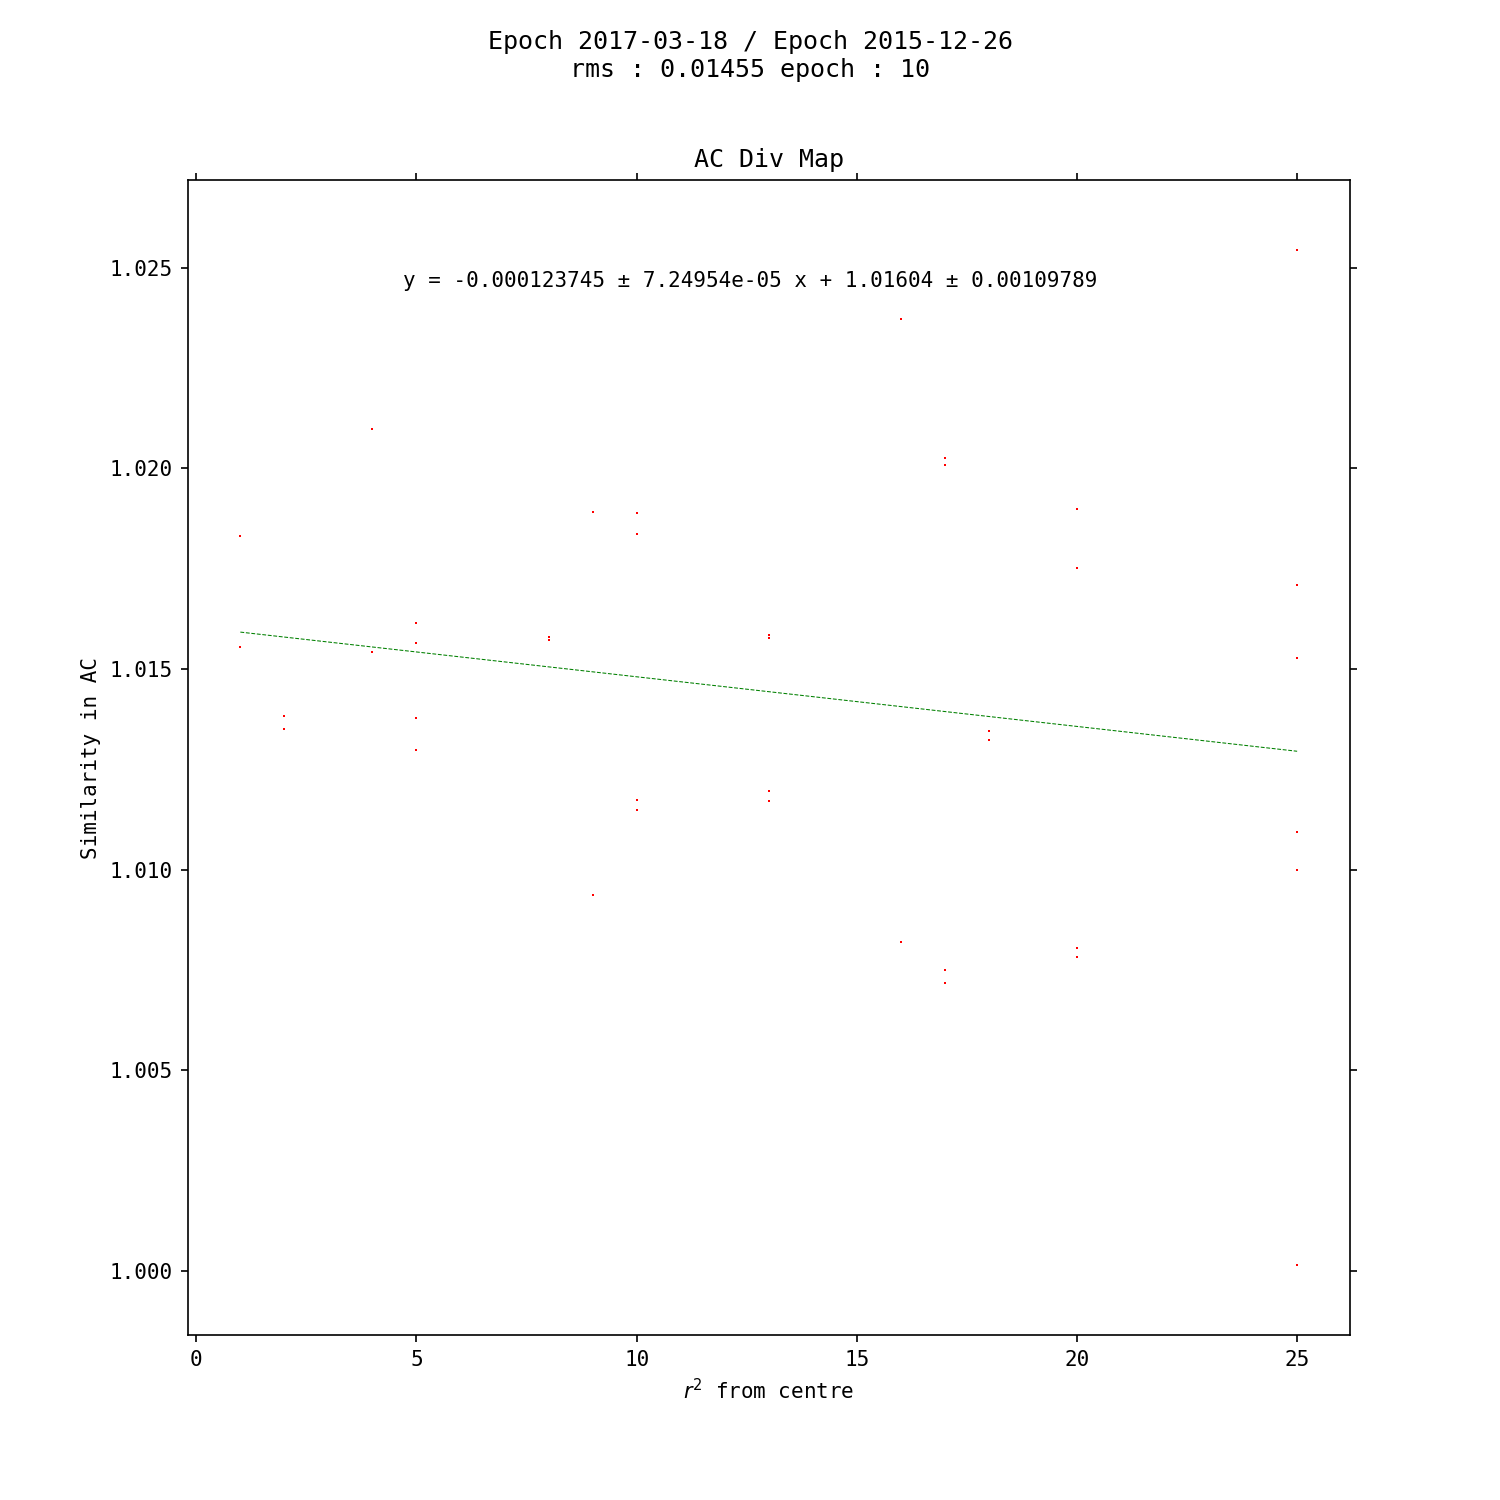 Epoch 2017-03-18 / Epoch 2015-12-26
rms : 0.01455 epoch : 10
AC Div Map
y = -0.000123745 ± 7.24954e-05 x + 1.01604 ± 0.00109789
1.025
1.020
1.015
1.010
1.005
1.000
Similarity in AC
0 5 10 15 20 25
r² from centre